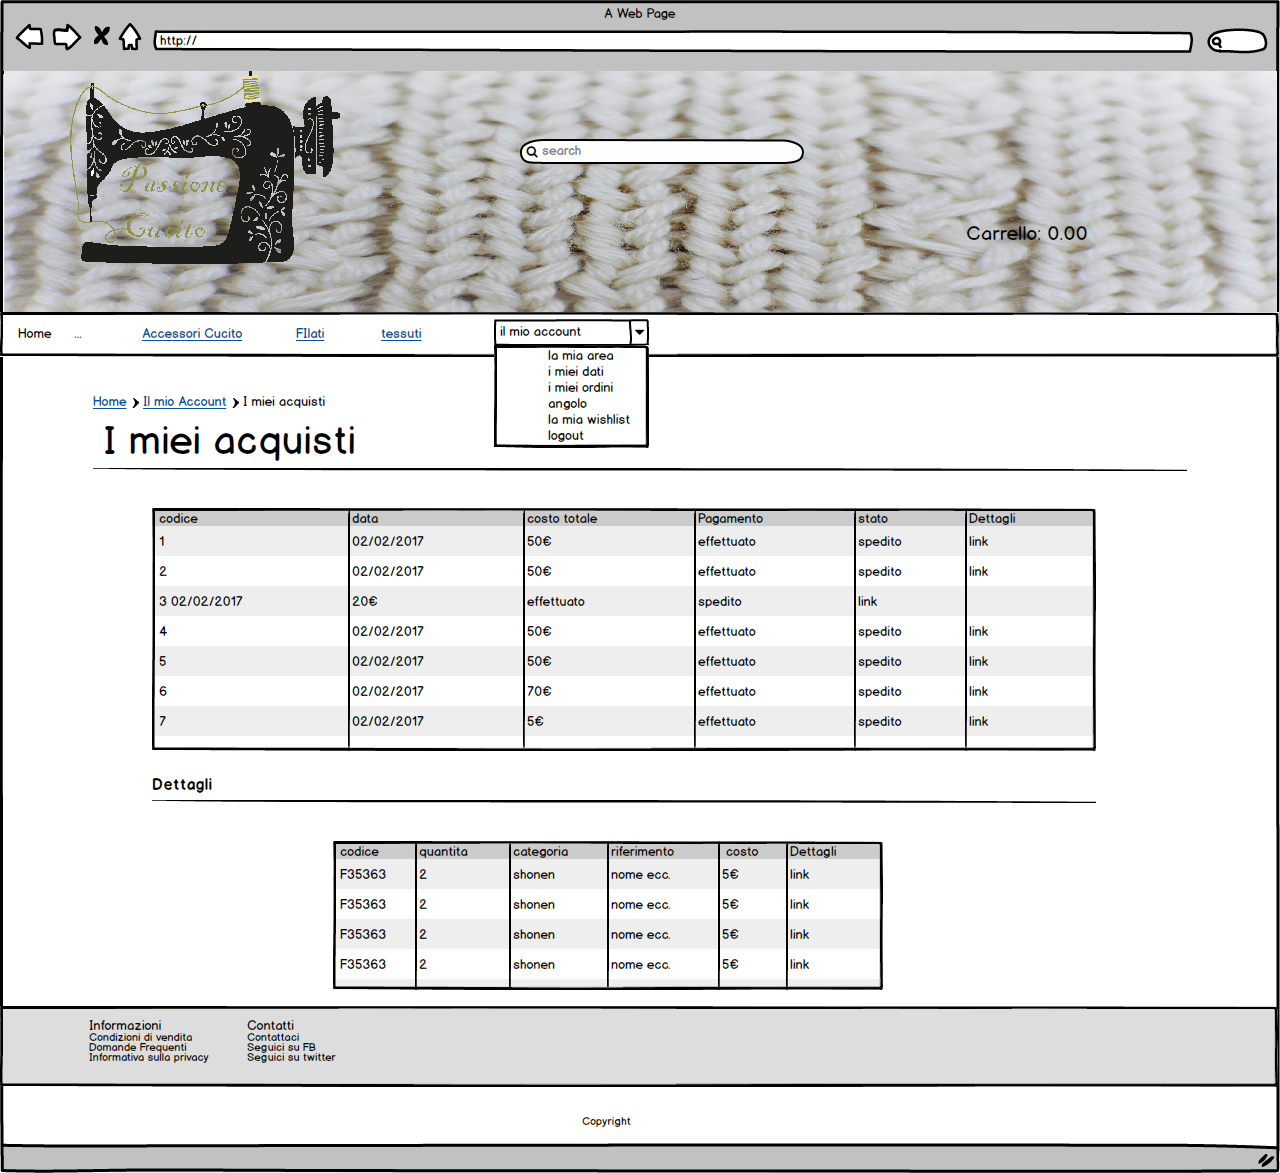 A Web Page
http://
search
Passione
Cucito
Carrello: 0.00
Home ... Accessori Cucito FIlati tessuti il mio account
la mia area
i miei dati
i miei ordini
angolo
la mia wishlist
logout
Home Il mio Account I miei acquisti
I miei acquisti
codice data costo totale Pagamento stato Dettagli
1 02/02/2017 50€ effettuato spedito link
2 02/02/2017 50€ effettuato spedito link
3 02/02/2017 20€ effettuato spedito link
4 02/02/2017 50€ effettuato spedito link
5 02/02/2017 50€ effettuato spedito link
6 02/02/2017 70€ effettuato spedito link
7 02/02/2017 5€ effettuato spedito link
Dettagli
codice quantita categoria riferimento costo Dettagli
F35363 2 shonen nome ecc. 5€ link
F35363 2 shonen nome ecc. 5€ link
F35363 2 shonen nome ecc. 5€ link
F35363 2 shonen nome ecc. 5€ link
Informazioni
Condizioni di vendita
Domande Frequenti
Informativa sulla privacy
Contatti
Contattaci
Seguici su FB
Seguici su twitter
Copyright